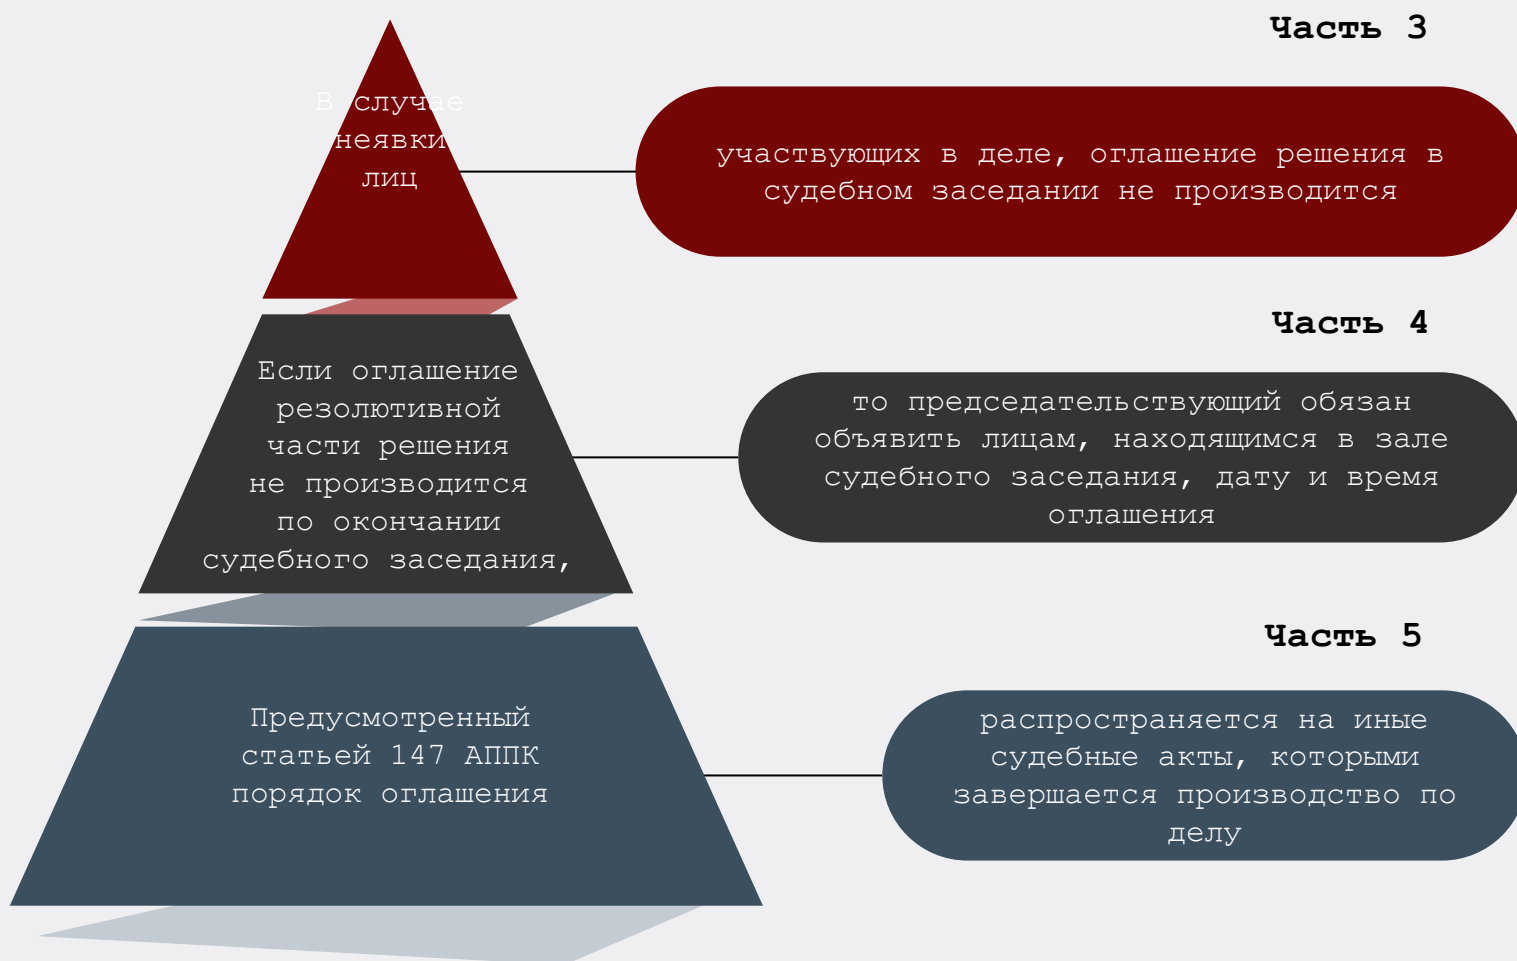 Часть 3
В случае
неявки
лиц
участвующих в деле, оглашение решения в
судебном заседании не производится
Часть 4
Если оглашение
резолютивной
части решения
не производится
по окончании
судебного заседания,
то председательствующий обязан
объявить лицам, находящимся в зале
судебного заседания, дату и время
оглашения
Часть 5
Предусмотренный
статьей 147 АППК
порядок оглашения
распространяется на иные
судебные акты, которыми
завершается производство по
делу